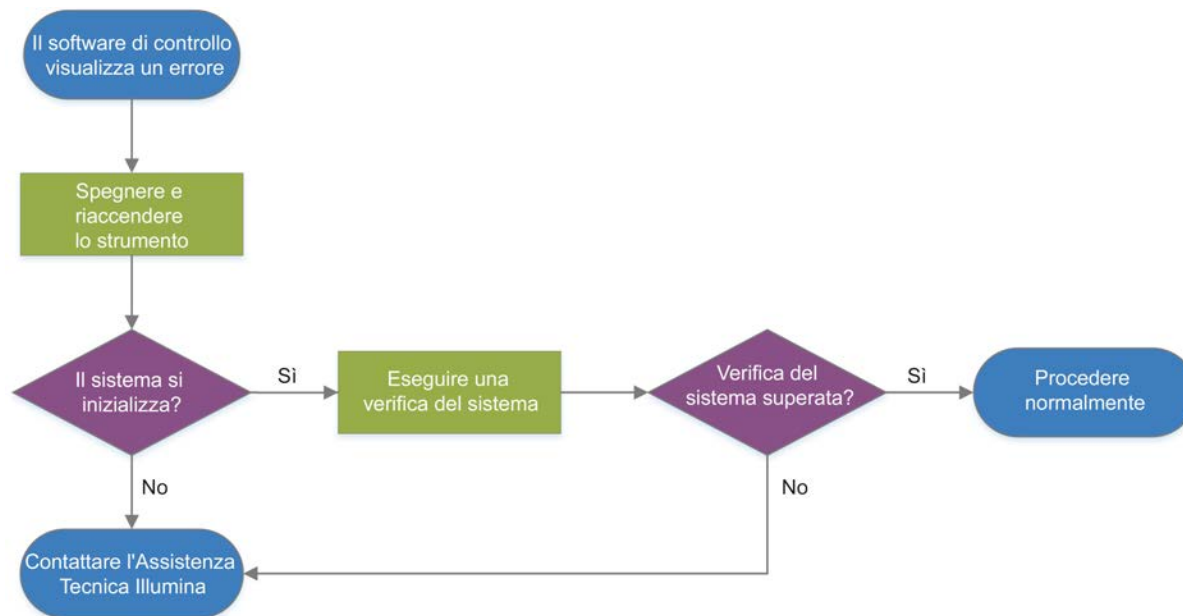 Il software di controllo
visualizza un errore
Spegnere e
riaccendere
lo strumento
Il sistema si
inizializza?
Sì
Eseguire una
verifica del sistema
Verifica del
sistema superata?
Sì
Procedere
normalmente
No
No
Contattare l'Assistenza
Tecnica Illumina